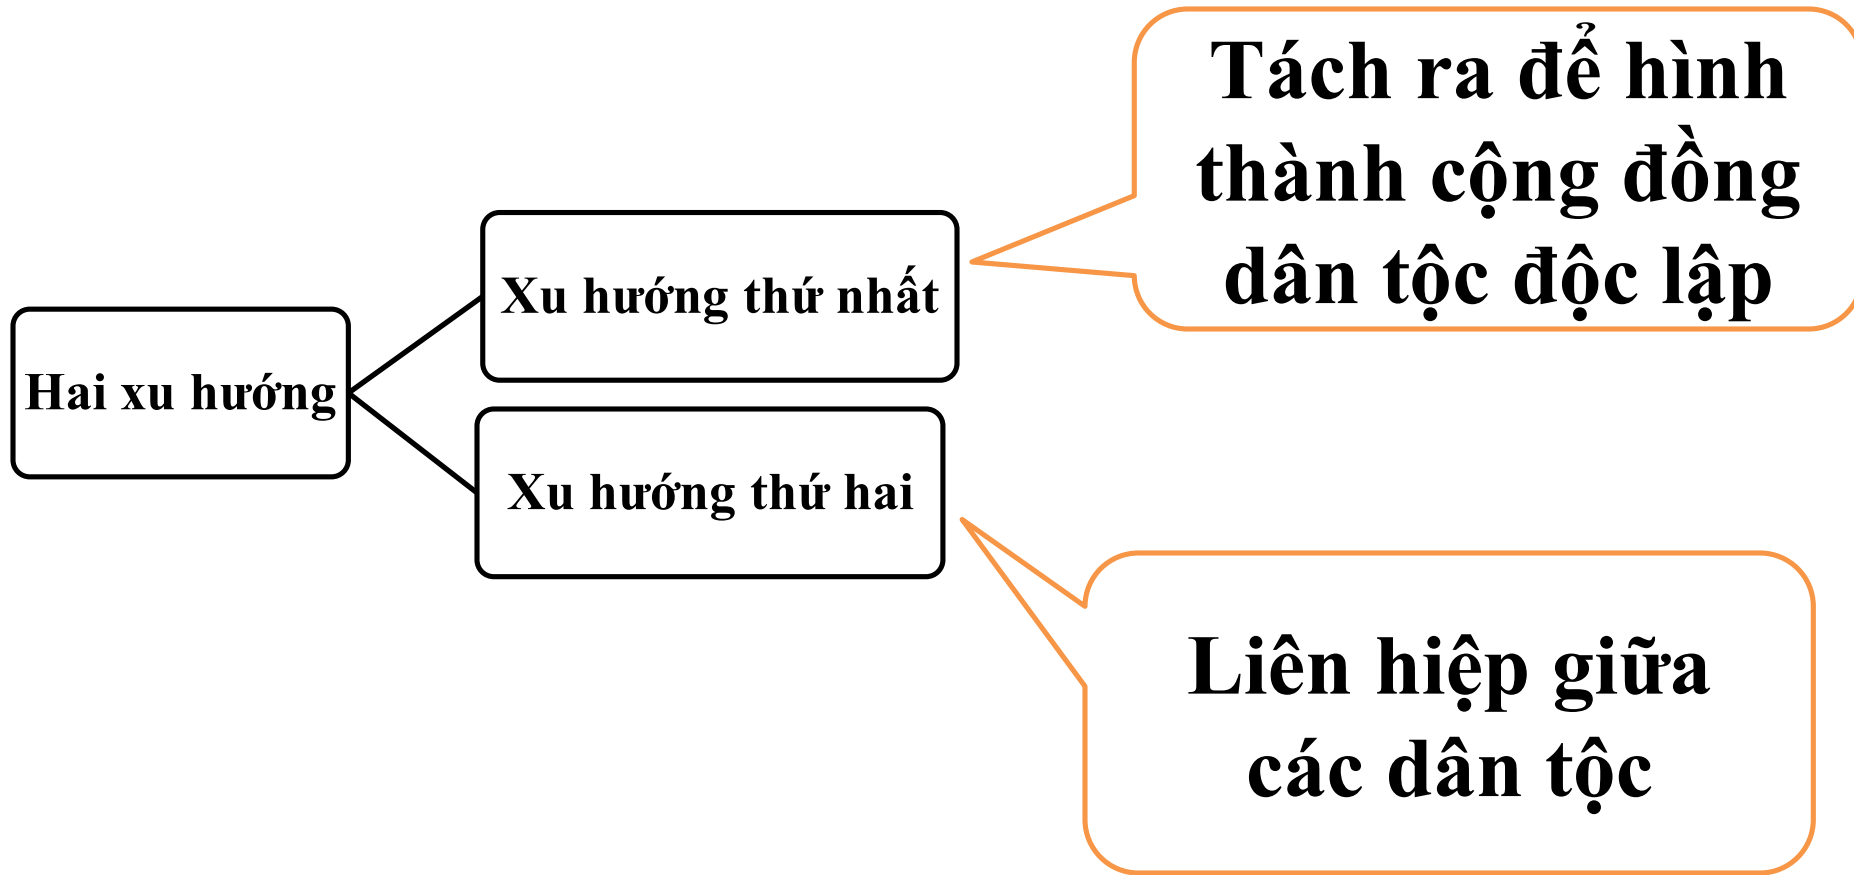 Hai xu hướng
Xu hướng thứ nhất
Tách ra để hình
thành cộng đồng
dân tộc độc lập
Xu hướng thứ hai
Liên hiệp giữa
các dân tộc